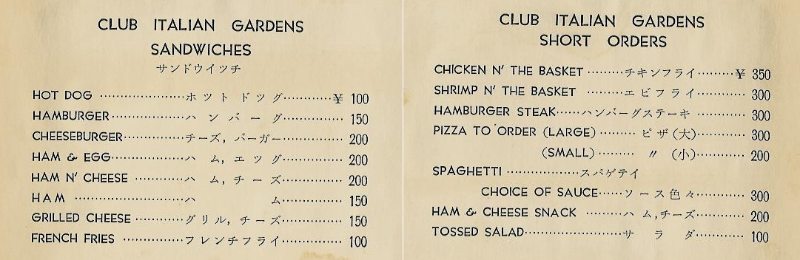 CLUB ITALIAN GARDENS
SANDWICHES
サンドウイツチ
HOT DOG ············ホツトドツグ············¥ 100
HAMBURGER············ハンバーグ············150
CHEESEBURGER············チーズ, バーガー············200
HAM & EGG············ハム, エッグ············200
HAM N' CHEESE ············ハム, チーズ············200
HAM ············ハム············150
GRILLED CHEESE············グリル, チーズ············150
FRENCH FRIES ············フレンチフライ············100
CLUB ITALIAN GARDENS
SHORT ORDERS
CHICKEN N' THE BASKET ·········チキンフライ·········¥ 350
SHRIMP N' THE BASKET ·········エビフライ ·········300
HAMBURGER STEAK······ハンバーグステーキ ·········300
PIZZA TO ORDER (LARGE)········ピザ(大)·········300
(SMALL)········· 〃 (小)············200
SPAGHETTI ··················スパゲテイ
CHOICE OF SAUCE······ソース色々············300
HAM & CHEESE SNACK ·········ハム,チーズ············200
TOSSED SALAD··················サラダ············100